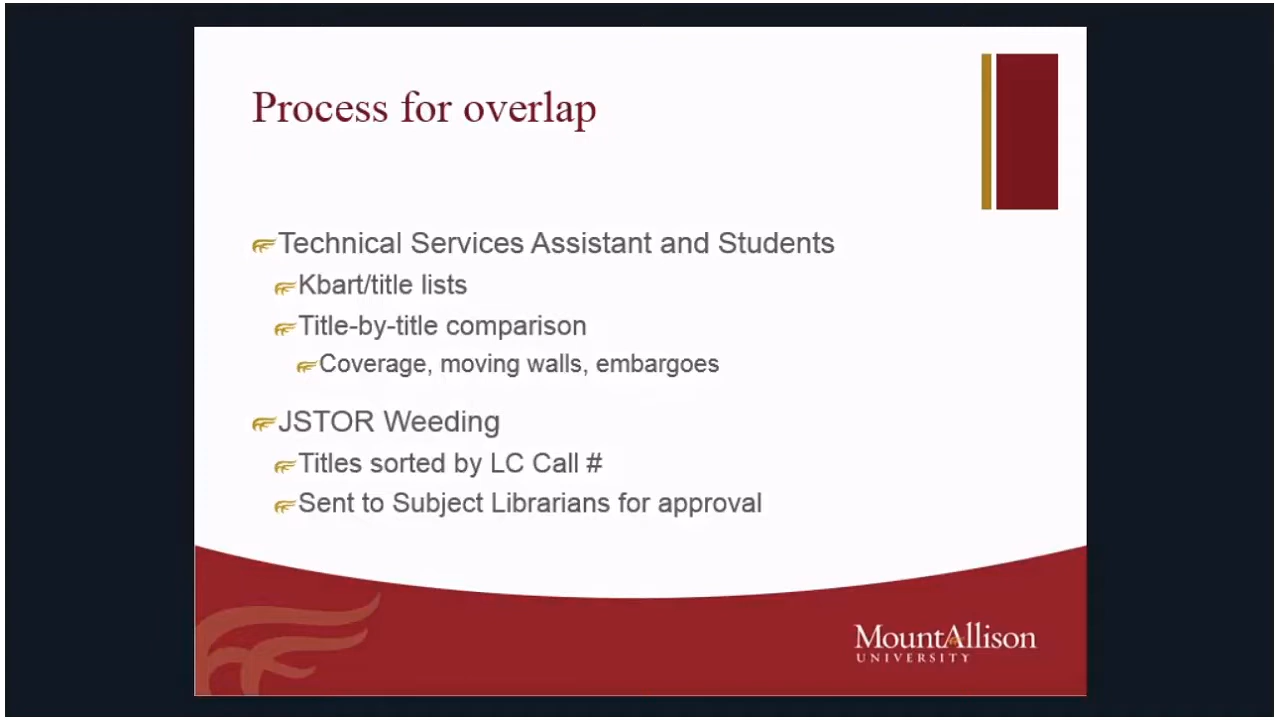 Process for overlap
Technical Services Assistant and Students
Kbart/title lists
Title-by-title comparison
Coverage, moving walls, embargoes
JSTOR Weeding
Titles sorted by LC Call #
Sent to Subject Librarians for approval
MountAllison
UNIVERSITY